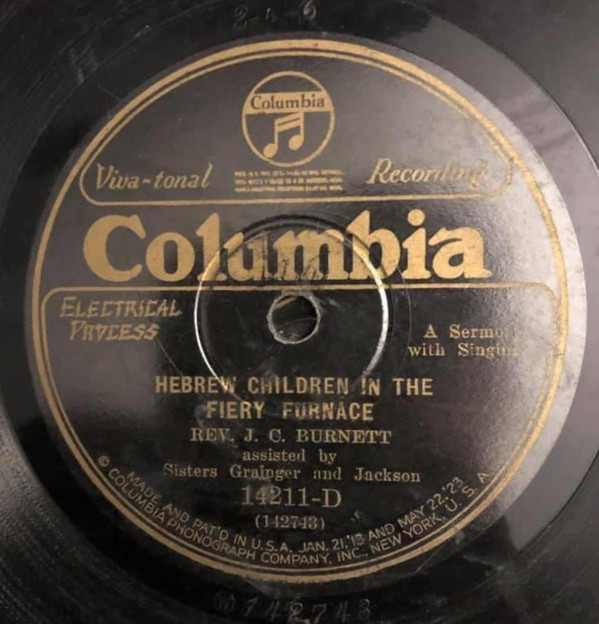 Columbia
Viva-tonal Recording
Columbia
ELECTRICAL
PROCESS
A Sermon
with Singing
HEBREW CHILDREN IN THE
FIERY FURNACE
REV. J. C. BURNETT
assisted by
Sisters Grainger and Jackson
14211-D
(142743)
MADE AND PAT'D IN U.S.A. JAN. 21,'13 AND MAY 22,'23
© COLUMBIA PHONOGRAPH COMPANY, INC., NEW YORK, U.S.A.
142743